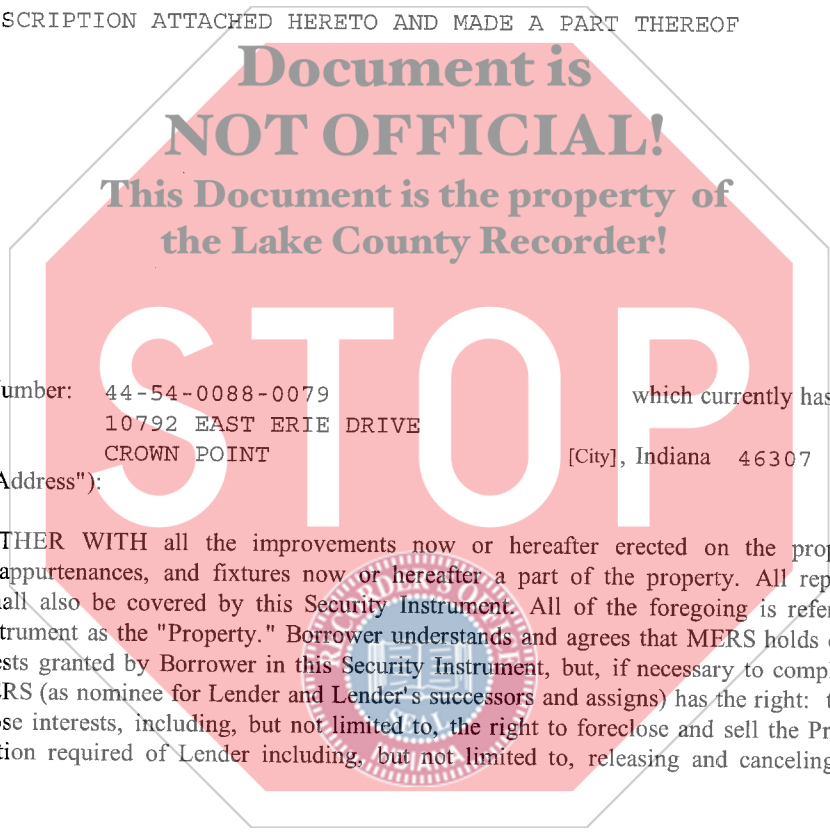 SCRIPTION ATTACHED HERETO AND MADE A PART THEREOF
Document is
NOT OFFICIAL!
This Document is the property of
the Lake County Recorder!
STOP
umber: 44-54-0088-0079 which currently has
10792 EAST ERIE DRIVE
CROWN POINT [City], Indiana 46307
Address"):
THER WITH all the improvements now or hereafter erected on the prop
appurtenances, and fixtures now or hereafter a part of the property. All rep
all also be covered by this Security Instrument. All of the foregoing is refer
trument as the "Property." Borrower understands and agrees that MERS holds
ests granted by Borrower in this Security Instrument, but, if necessary to compl
ERS (as nominee for Lender and Lender's successors and assigns) has the right:
se interests, including, but not limited to, the right to foreclose and sell the Pr
tion required of Lender including, but not limited to, releasing and canceling
RECORDER'S OFFICE
SEAL
INDIANA